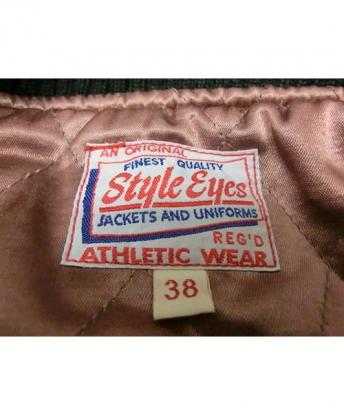 AN ORIGINAL
FINEST QUALITY
Style Eyes
JACKETS AND UNIFORMS
REG'D
ATHLETIC WEAR
38